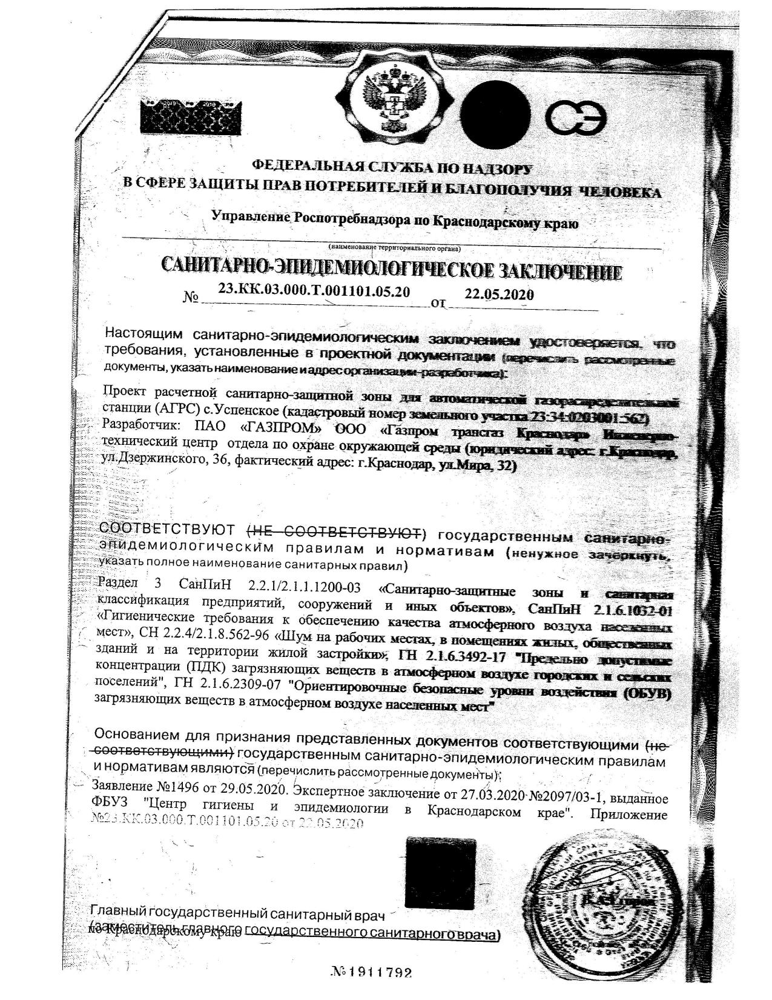 СЭ
ФЕДЕРАЛЬНАЯ СЛУЖБА ПО НАДЗОРУ
В СФЕРЕ ЗАЩИТЫ ПРАВ ПОТРЕБИТЕЛЕЙ И БЛАГОПОЛУЧИЯ ЧЕЛОВЕКА
Управление Роспотребнадзора по Краснодарскому краю
(наименование территориального органа)
САНИТАРНО-ЭПИДЕМИОЛОГИЧЕСКОЕ ЗАКЛЮЧЕНИЕ
№ 23.КК.03.000.Т.001101.05.20 от 22.05.2020
Настоящим санитарно-эпидемиологическим заключением удостоверяется, что
требования, установленные в проектной документации (перечислить рассмотренные
документы, указать наименование и адрес организации-разработчика):
Проект расчетной санитарно-защитной зоны для автоматической газораспределительной
станции (АГРС) с.Успенское (кадастровый номер земельного участка 23:34:0203001:562)
Разработчик: ПАО «ГАЗПРОМ» ООО «Газпром трансгаз Краснодар» Инженерно-
технический центр отдела по охране окружающей среды (юридический адрес: г.Краснодар,
ул.Дзержинского, 36, фактический адрес: г.Краснодар, ул.Мира, 32)
СООТВЕТСТВУЮТ (НЕ СООТВЕТСТВУЮТ) государственным санитарно-
эпидемиологическим правилам и нормативам (ненужное зачеркнуть,
указать полное наименование санитарных правил)
Раздел 3 СанПиН 2.2.1/2.1.1.1200-03 «Санитарно-защитные зоны и санитарная
классификация предприятий, сооружений и иных объектов», СанПиН 2.1.6.1032-01
«Гигиенические требования к обеспечению качества атмосферного воздуха населенных
мест», СН 2.2.4/2.1.8.562-96 «Шум на рабочих местах, в помещениях жилых, общественных
зданий и на территории жилой застройки», ГН 2.1.6.3492-17 "Предельно допустимые
концентрации (ПДК) загрязняющих веществ в атмосферном воздухе городских и сельских
поселений", ГН 2.1.6.2309-07 "Ориентировочные безопасные уровни воздействия (ОБУВ)
загрязняющих веществ в атмосферном воздухе населенных мест"
Основанием для признания представленных документов соответствующими (не
соответствующими) государственным санитарно-эпидемиологическим правилам
и нормативам являются (перечислить рассмотренные документы):
Заявление №1496 от 29.05.2020. Экспертное заключение от 27.03.2020 №2097/03-1, выданное
ФБУЗ "Центр гигиены и эпидемиологии в Краснодарском крае". Приложение
№23.КК.03.000.Т.001101.05.20 от 22.05.2020
Главный государственный санитарный врач
(заместитель главного государственного санитарного врача)
по Краснодарскому краю
№1911792